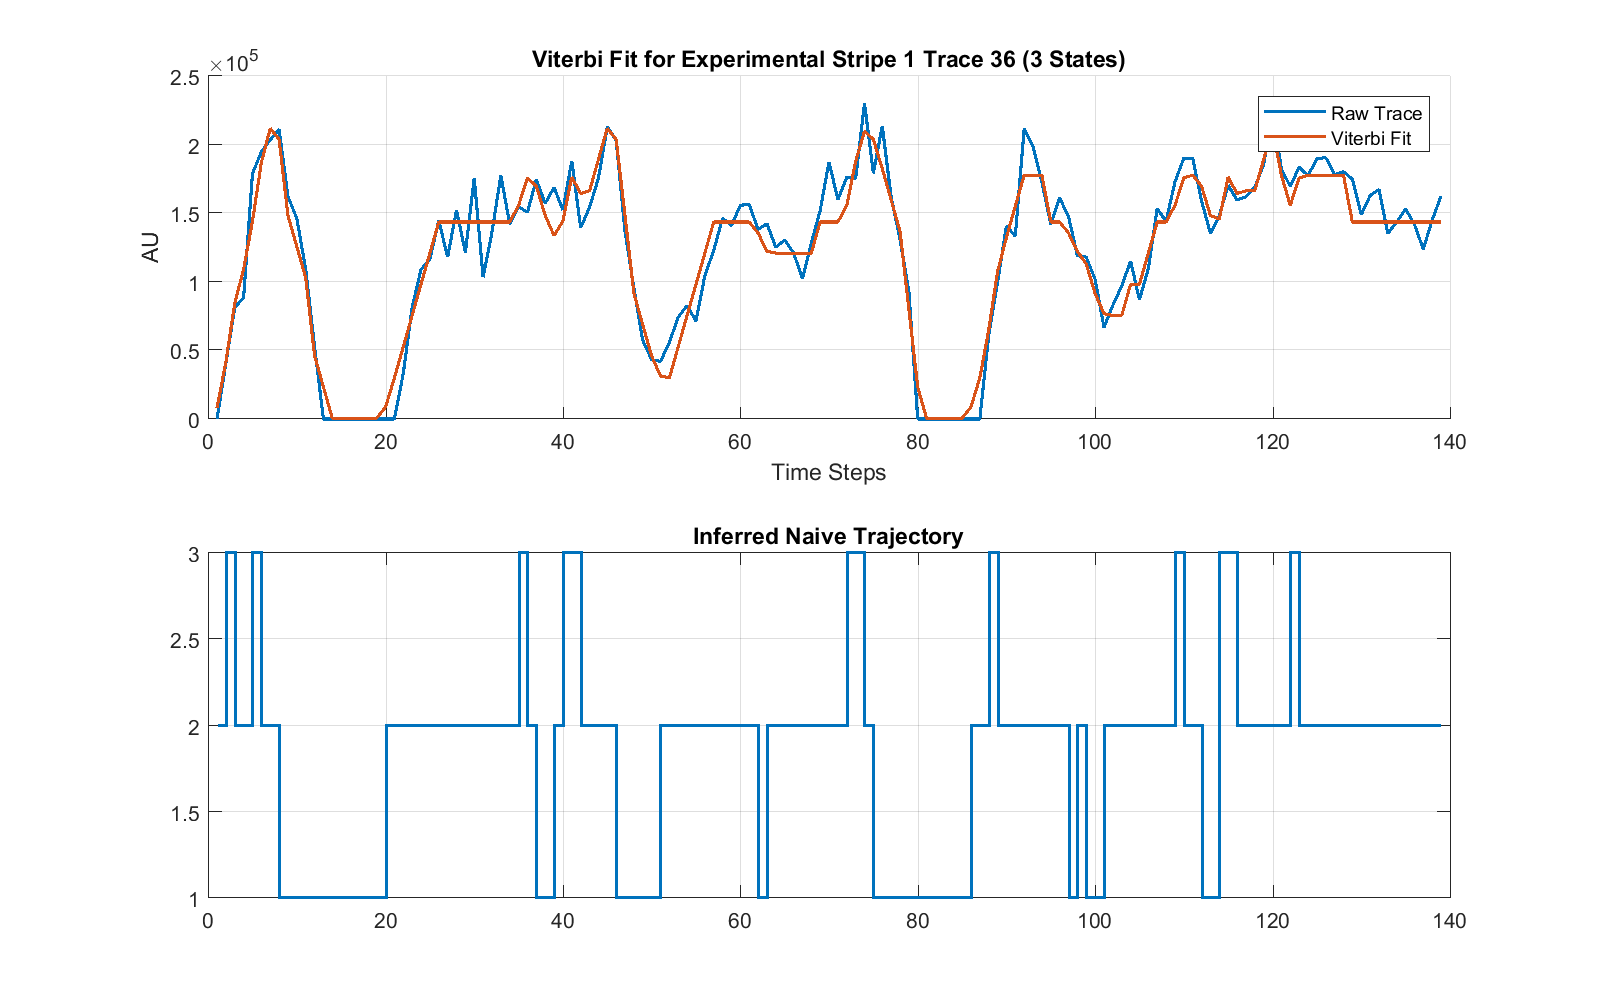 Viterbi Fit for Experimental Stripe 1 Trace 36 (3 States)
×10^5
2.5
2
1.5
1
0.5
0
AU
Raw Trace
Viterbi Fit
0 20 40 60 80 100 120 140
Time Steps
Inferred Naive Trajectory
3
2.5
2
1.5
1
0 20 40 60 80 100 120 140